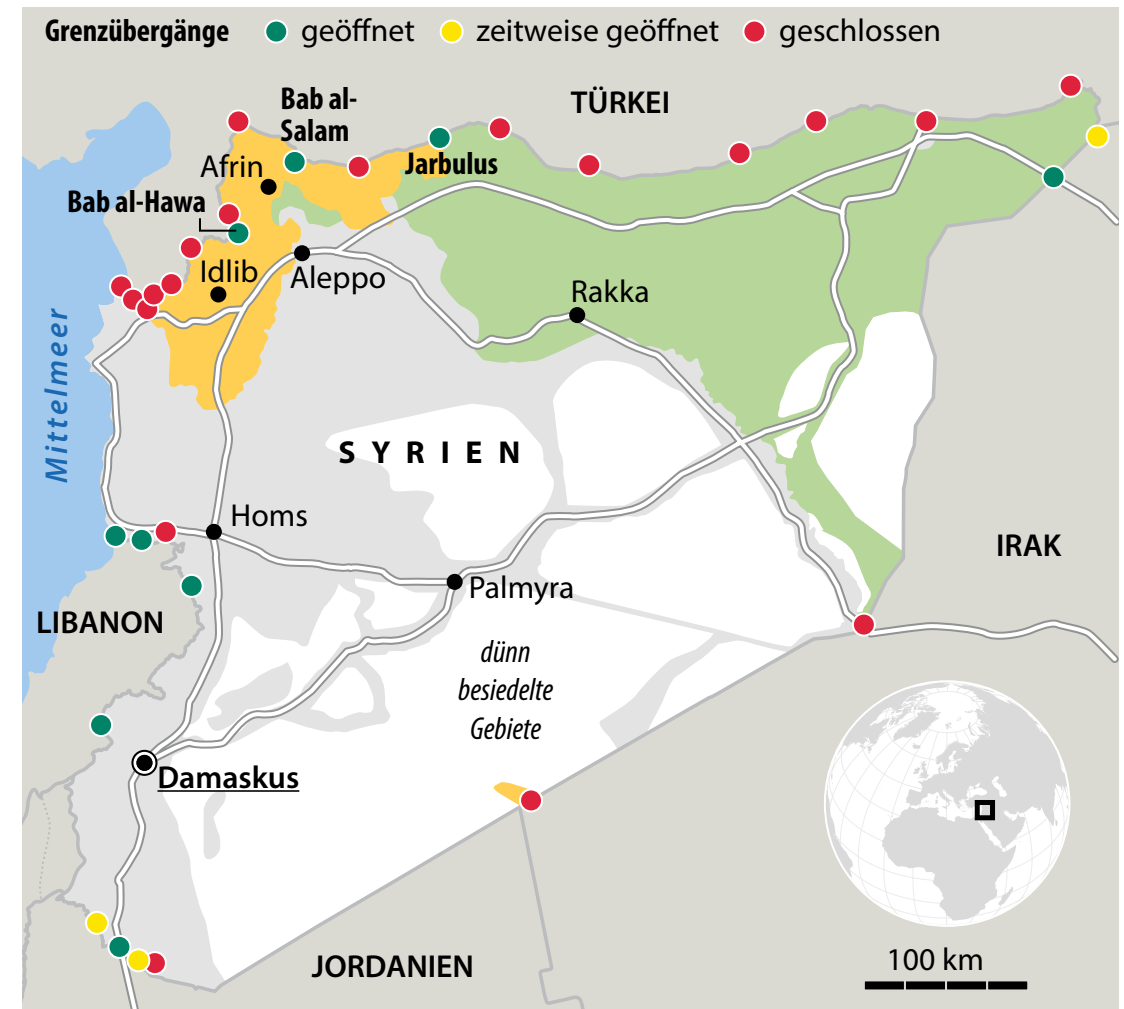 Grenzübergänge geöffnet zeitweise geöffnet geschlossen
TÜRKEI
Bab al-
Salam
Jarbulus
Afrin
Bab al-Hawa
Idlib
Aleppo
Rakka
Mittelmeer
SYRIEN
Homs
IRAK
Palmyra
LIBANON
dünn
besiedelte
Gebiete
Damaskus
JORDANIEN
100 km